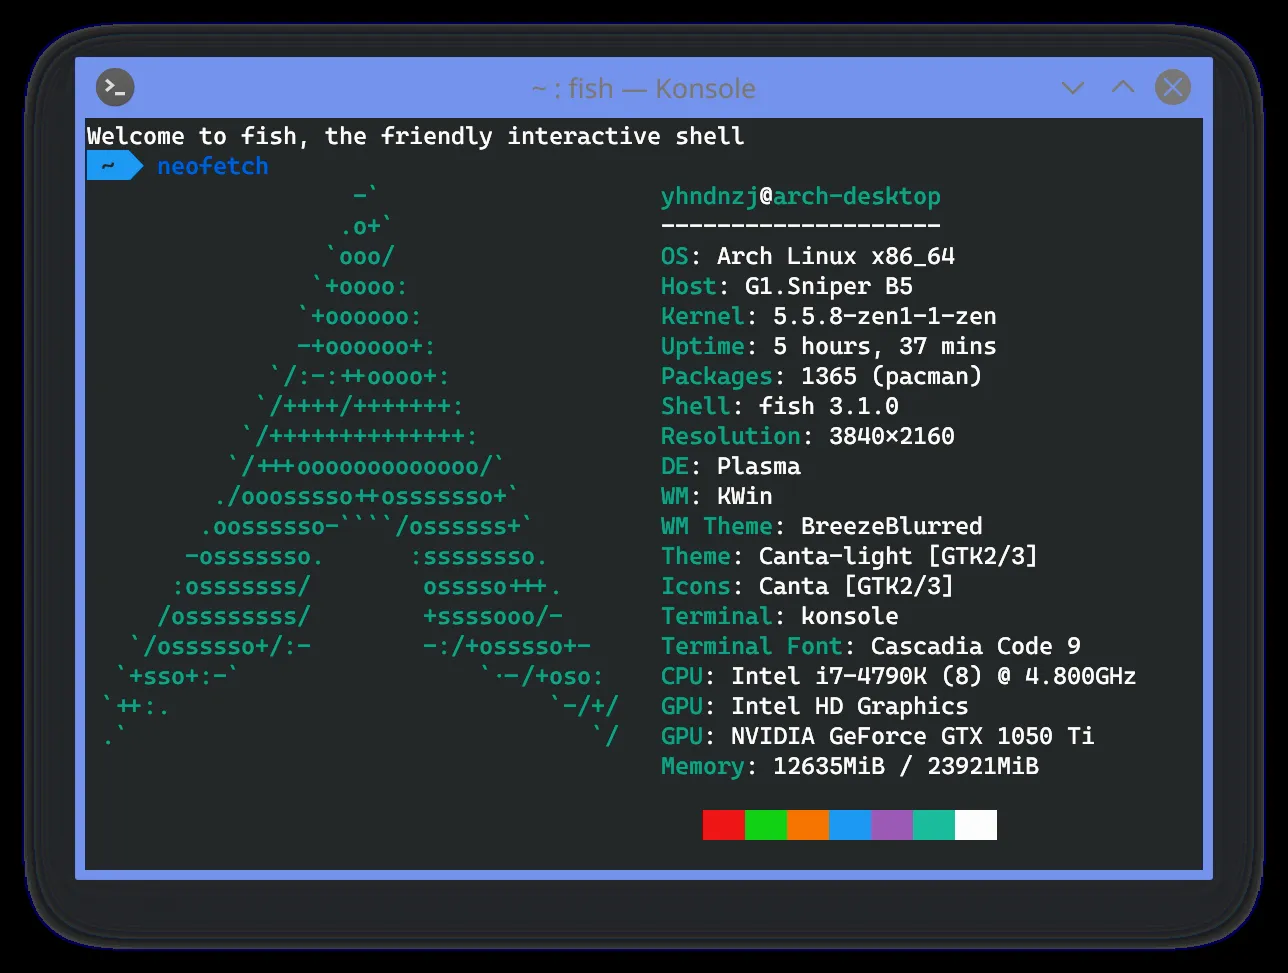 ~ : fish — Konsole
Welcome to fish, the friendly interactive shell
~ neofetch
-`
.o+`
`ooo/
`+oooo:
`+oooooo:
-+oooooo+:
`/:-:++oooo+:
`/++++/+++++++:
`/++++++++++++++:
`/+++ooooooooooooo/`
./ooosssso++osssssso+`
.oossssso-````/ossssss+`
-osssssso.      :ssssssso.
:osssssss/        osssso+++.
/ossssssss/        +ssssooo/-
`/ossssso+/:-        -:/+osssso+-
`+sso+:-`                 `.-/+oso:
`++:.                           `-/+/
.`                                 `/
yhndnzj@arch-desktop
--------------------
OS: Arch Linux x86_64
Host: G1.Sniper B5
Kernel: 5.5.8-zen1-1-zen
Uptime: 5 hours, 37 mins
Packages: 1365 (pacman)
Shell: fish 3.1.0
Resolution: 3840×2160
DE: Plasma
WM: KWin
WM Theme: BreezeBlurred
Theme: Canta-light [GTK2/3]
Icons: Canta [GTK2/3]
Terminal: konsole
Terminal Font: Cascadia Code 9
CPU: Intel i7-4790K (8) @ 4.800GHz
GPU: Intel HD Graphics
GPU: NVIDIA GeForce GTX 1050 Ti
Memory: 12635MiB / 23921MiB